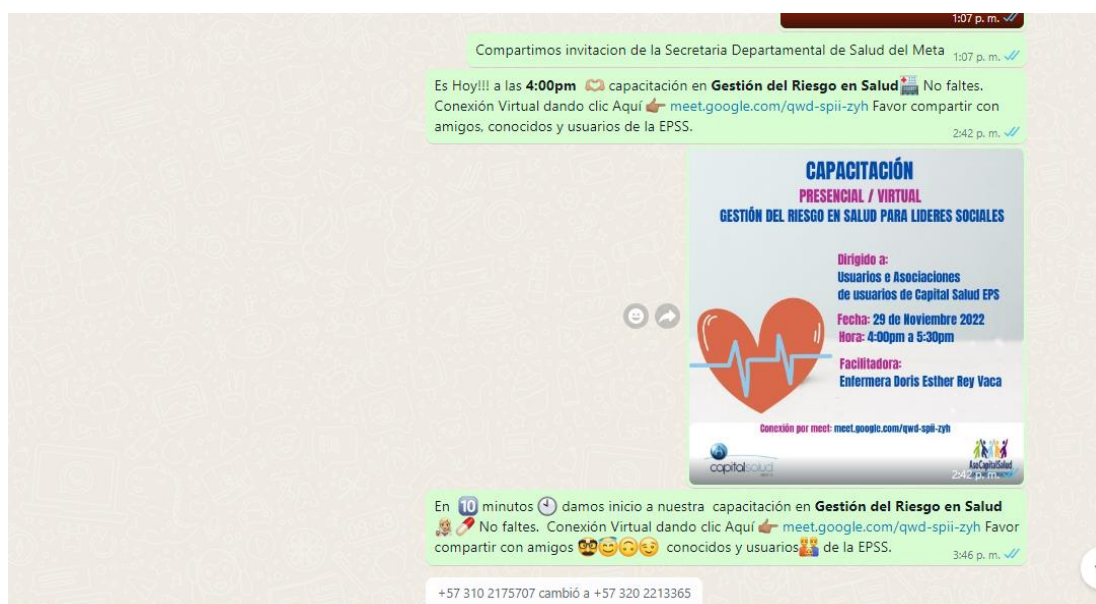 1:07 p. m.
Compartimos invitacion de la Secretaria Departamental de Salud del Meta 1:07 p. m.
Es Hoy!!! a las 4:00pm 🫶🏼 capacitación en Gestión del Riesgo en Salud🏥 No faltes.
Conexión Virtual dando clic Aquí 👉🏽 meet.google.com/qwd-spii-zyh Favor compartir con
amigos, conocidos y usuarios de la EPSS.
2:42 p. m.
CAPACITACIÓN
PRESENCIAL / VIRTUAL
GESTIÓN DEL RIESGO EN SALUD PARA LIDERES SOCIALES
Dirigido a:
Usuarios e Asociaciones
de usuarios de Capital Salud EPS
Fecha: 29 de Noviembre 2022
Hora: 4:00pm a 5:30pm
Facilitadora:
Enfermera Doris Esther Rey Vaca
Conexión por meet: meet.google.com/qwd-spii-zyh
capitalsalud
AsoCapitalSalud
2:42 p. m.
En 🔟 minutos 🕙 damos inicio a nuestra capacitación en Gestión del Riesgo en Salud
👩🏼‍⚕️💊 No faltes. Conexión Virtual dando clic Aquí 👉🏽 meet.google.com/qwd-spii-zyh Favor
compartir con amigos 🥸😇🙃😉 conocidos y usuarios👯 de la EPSS.
3:46 p. m.
+57 310 2175707 cambió a +57 320 2213365